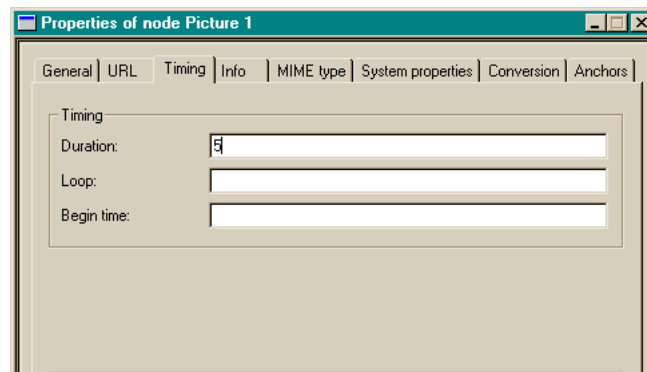 Properties of node Picture 1
General URL Timing Info MIME type System properties Conversion Anchors
Timing
Duration: 5
Loop:
Begin time: